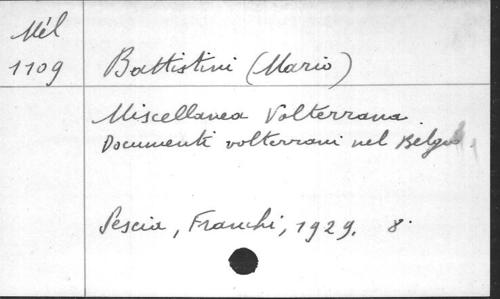 Mél
1109
Battistini (Mario)
Miscellanea Volterrana.
Documenti volterrani nel Belgio.
Pescia, Franchi, 1929. 8°